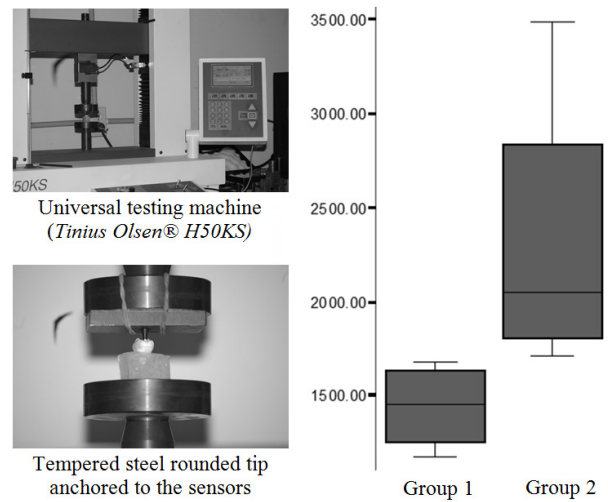 50KS
Universal testing machine
(Tinius Olsen® H50KS)
Tempered steel rounded tip
anchored to the sensors
3500.00
3000.00
2500.00
2000.00
1500.00
Group 1
Group 2